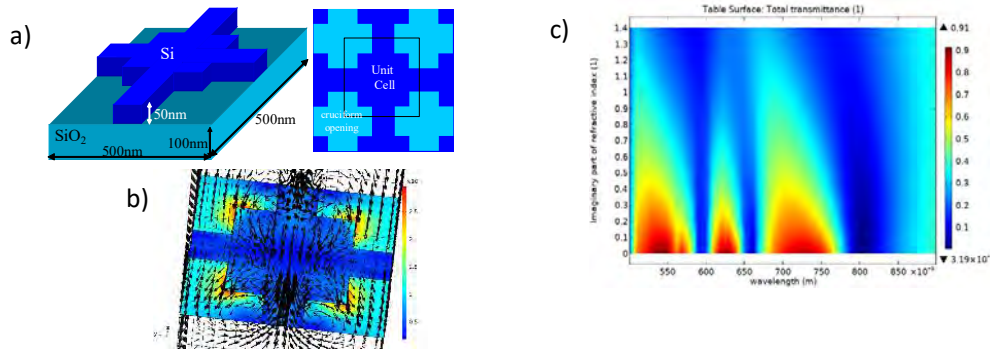 a)
Si
50nm
SiO2
100nm
500nm
500nm
Unit
Cell
cruciform
opening
b)
c)
Table Surface: Total transmittance (1)
▲ 0.91
Imaginary part of refractive index (1)
1.4
1.3
1.2
1.1
1
0.9
0.8
0.7
0.6
0.5
0.4
0.3
0.2
0.1
0
0.9
0.8
0.7
0.6
0.5
0.4
0.3
0.2
0.1
550
600
650
700
750
800
850
×10⁻⁹
wavelength (m)